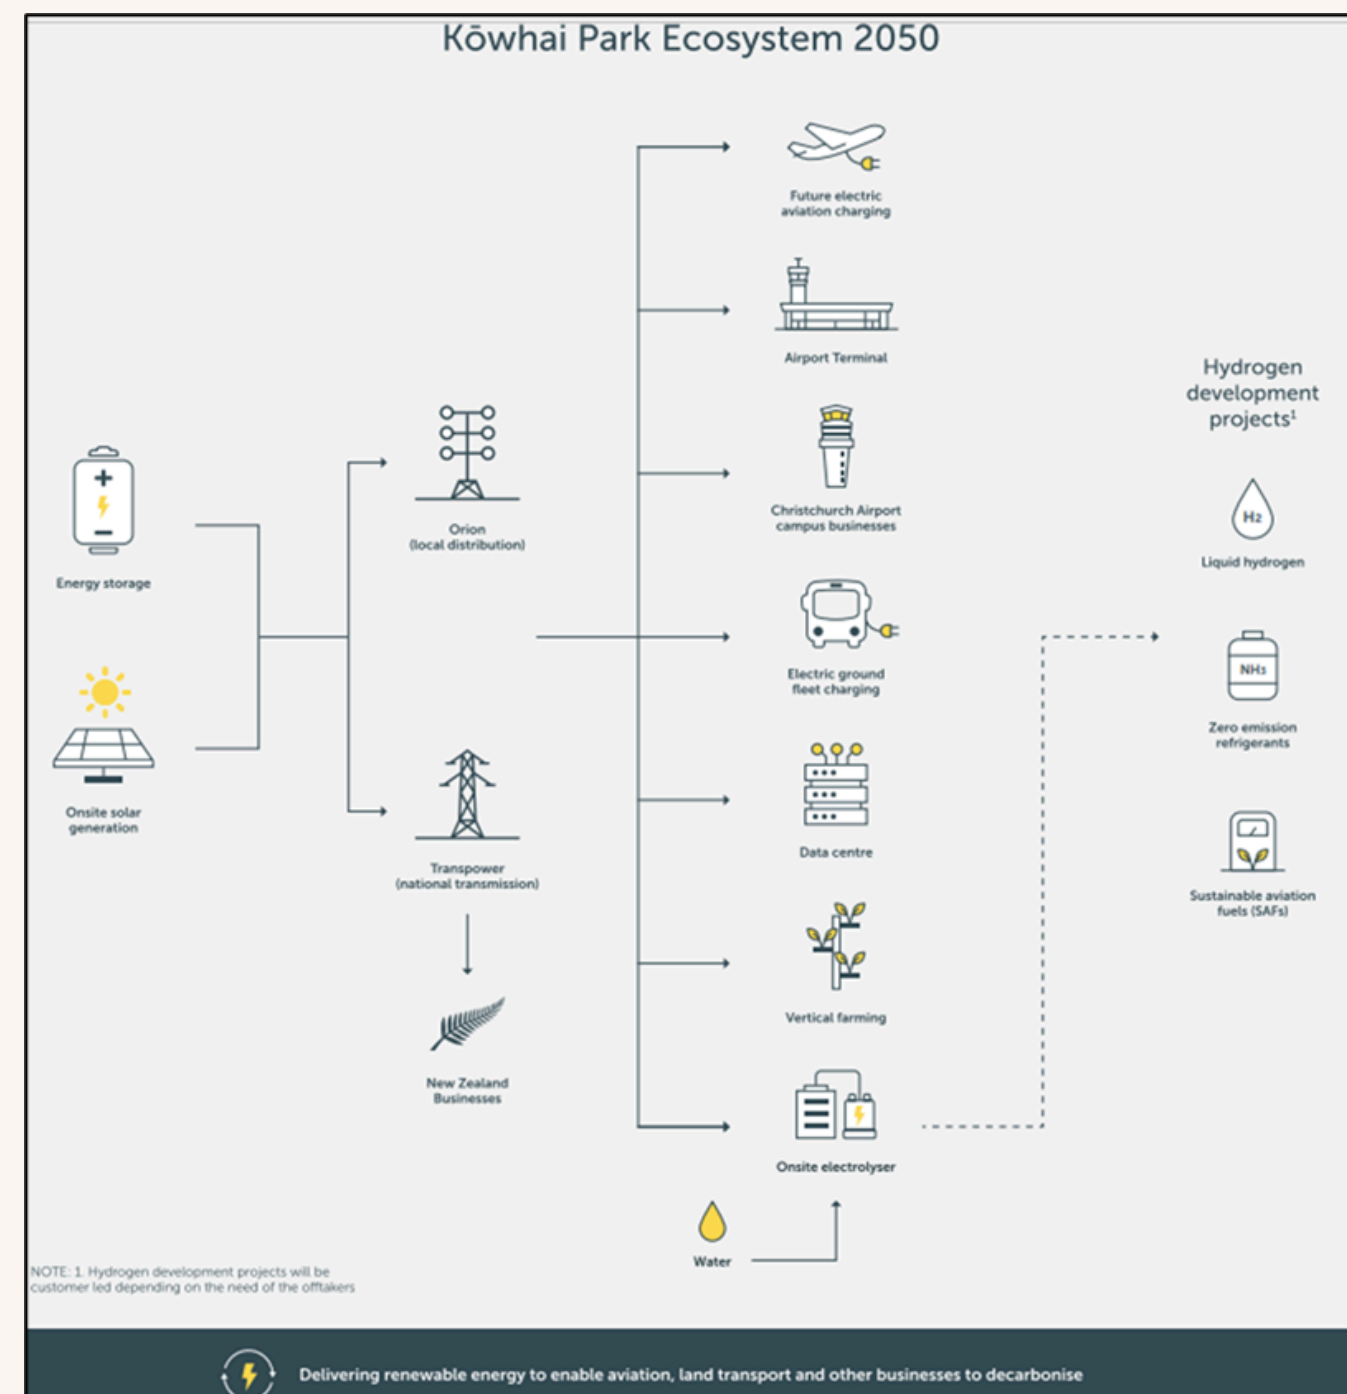 Kōwhai Park Ecosystem 2050
Future electric
aviation charging
Airport Terminal
Christchurch Airport
campus businesses
Electric ground
fleet charging
Data centre
Vertical farming
Onsite electrolyser
Water
Energy storage
Onsite solar
generation
Orion
(local distribution)
Transpower
(national transmission)
New Zealand
Businesses
Hydrogen
development
projects¹
H₂
Liquid hydrogen
NH₃
Zero emission
refrigerants
Sustainable aviation
fuels (SAFs)
NOTE: 1. Hydrogen development projects will be
customer led depending on the need of the offtakers
Delivering renewable energy to enable aviation, land transport and other businesses to decarbonise